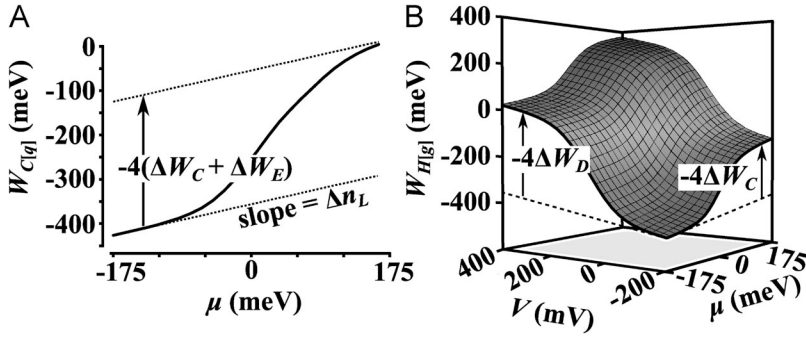 A
W_C[q] (meV)
0
-100
-200
-300
-400
-4(ΔW_C + ΔW_E)
slope = Δn_L
-175
0
175
μ (meV)
B
W_H[g] (meV)
400
200
0
-200
-400
-4ΔW_D
-4ΔW_C
400
200
0
-200
V (mV)
-175
0
175
μ (meV)